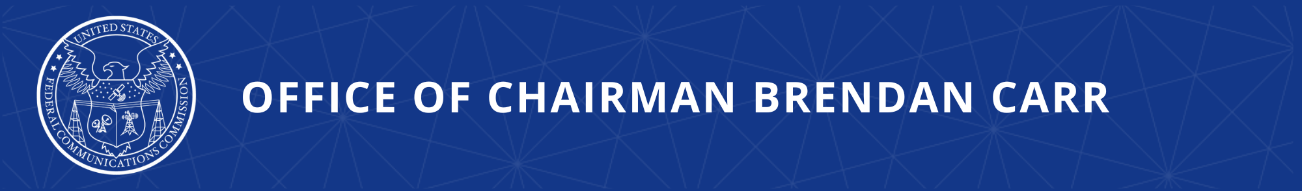 UNITED STATES
FEDERAL COMMUNICATIONS COMMISSION
OFFICE OF CHAIRMAN BRENDAN CARR